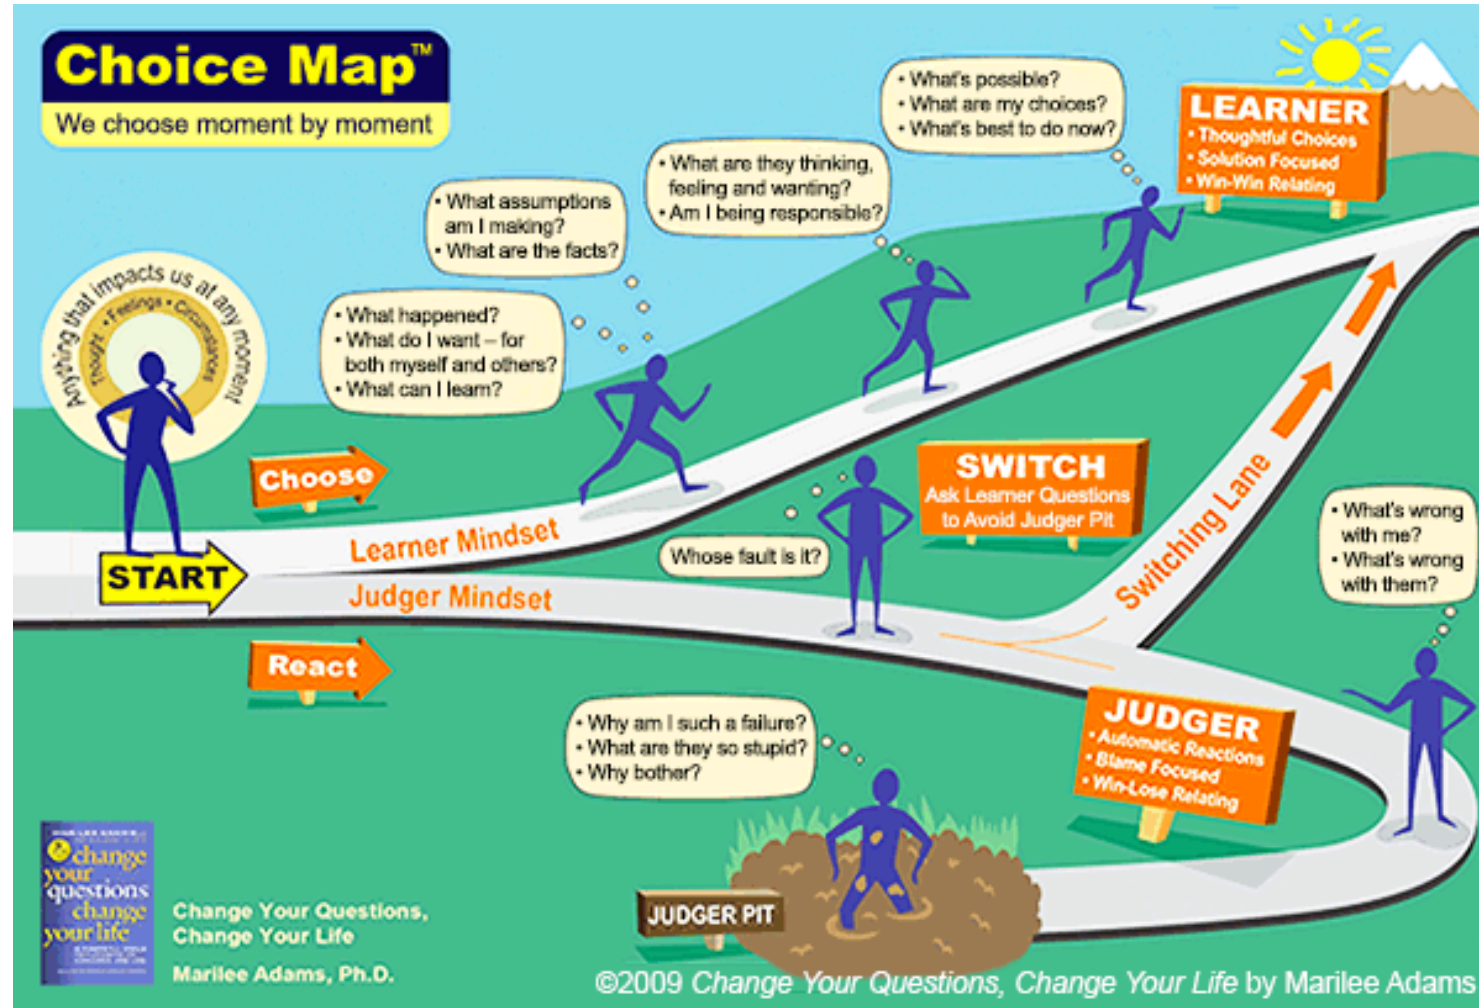 Choice Map™
We choose moment by moment
Anything that impacts us at any moment
Thought • Feelings • Circumstances
START
Choose
React
Learner Mindset
Judger Mindset
• What happened?
• What do I want – for
both myself and others?
• What can I learn?
• What assumptions
am I making?
• What are the facts?
• What are they thinking,
feeling and wanting?
• Am I being responsible?
• What's possible?
• What are my choices?
• What's best to do now?
LEARNER
• Thoughtful Choices
• Solution Focused
• Win-Win Relating
Whose fault is it?
SWITCH
Ask Learner Questions
to Avoid Judger Pit
Switching Lane
• What's wrong
with me?
• What's wrong
with them?
JUDGER
• Automatic Reactions
• Blame Focused
• Win-Lose Relating
• Why am I such a failure?
• What are they so stupid?
• Why bother?
JUDGER PIT
change
your
questions
change
your life
Change Your Questions,
Change Your Life
Marilee Adams, Ph.D.
©2009 Change Your Questions, Change Your Life by Marilee Adams